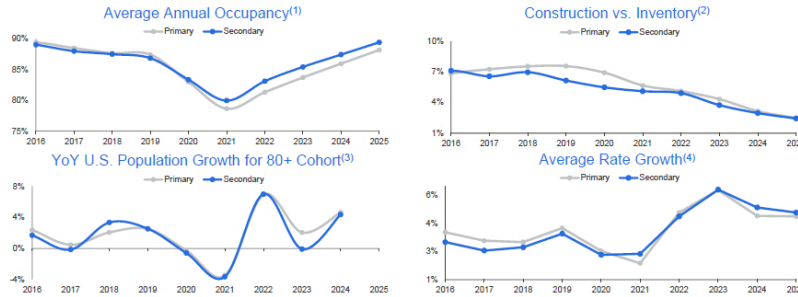 Average Annual Occupancy(1)
Primary Secondary
90%
85%
80%
75%
2016 2017 2018 2019 2020 2021 2022 2023 2024 2025
Construction vs. Inventory(2)
Primary Secondary
10%
7%
4%
1%
2016 2017 2018 2019 2020 2021 2022 2023 2024 202
YoY U.S. Population Growth for 80+ Cohort(3)
Primary Secondary
8%
4%
0%
-4%
2016 2017 2018 2019 2020 2021 2022 2023 2024 2025
Average Rate Growth(4)
Primary Secondary
6%
4%
3%
1%
2016 2017 2018 2019 2020 2021 2022 2023 2024 202